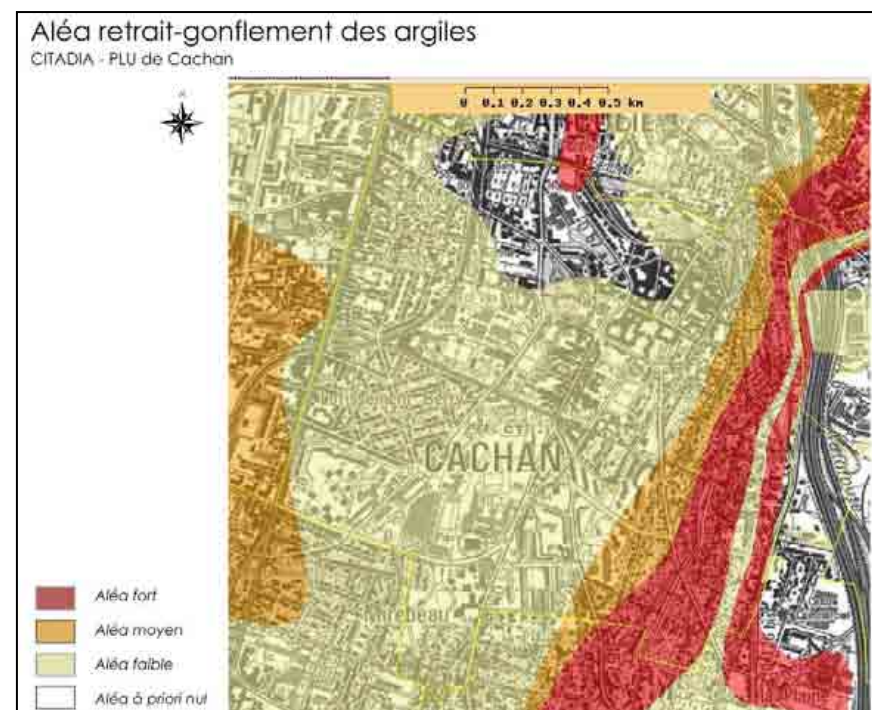 Aléa retrait-gonflement des argiles
CITADIA - PLU de Cachan
0 0.1 0.2 0.3 0.4 0.5 km
CACHAN
Mirebeau
Aléa fort
Aléa moyen
Aléa faible
Aléa à priori nul